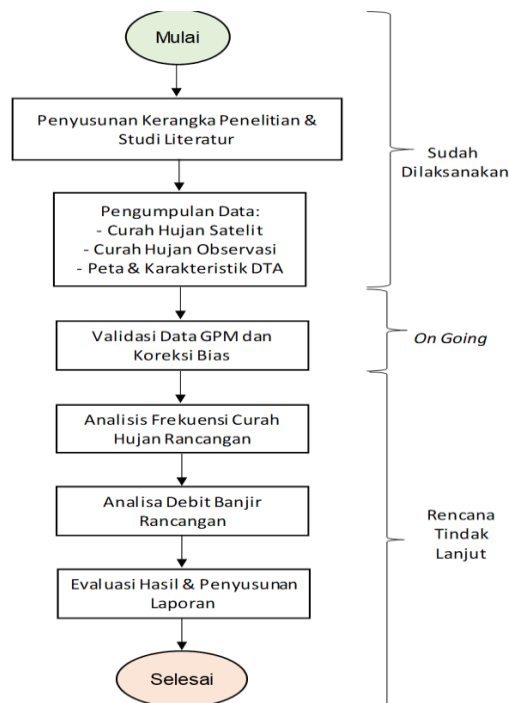 Mulai
Penyusunan Kerangka Penelitian &
Studi Literatur
Pengumpulan Data:
- Curah Hujan Satelit
- Curah Hujan Observasi
- Peta & Karakteristik DTA
Sudah
Dilaksanakan
Validasi Data GPM dan
Koreksi Bias
On Going
Analisis Frekuensi Curah
Hujan Rancangan
Analisa Debit Banjir
Rancangan
Evaluasi Hasil & Penyusunan
Laporan
Rencana
Tindak
Lanjut
Selesai